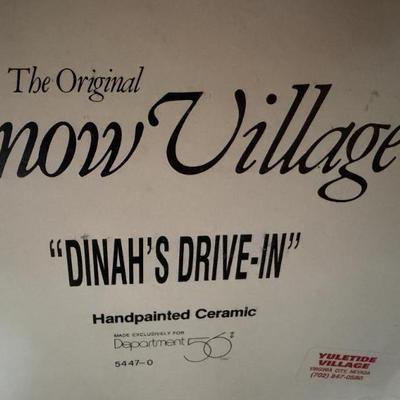 The Original
now Village
"DINAH'S DRIVE-IN"
Handpainted Ceramic
MADE EXCLUSIVELY FOR
Department 56
5447-0
YULETIDE
VILLAGE
VIRGINIA CITY, NEVADA
(702) 847-0580